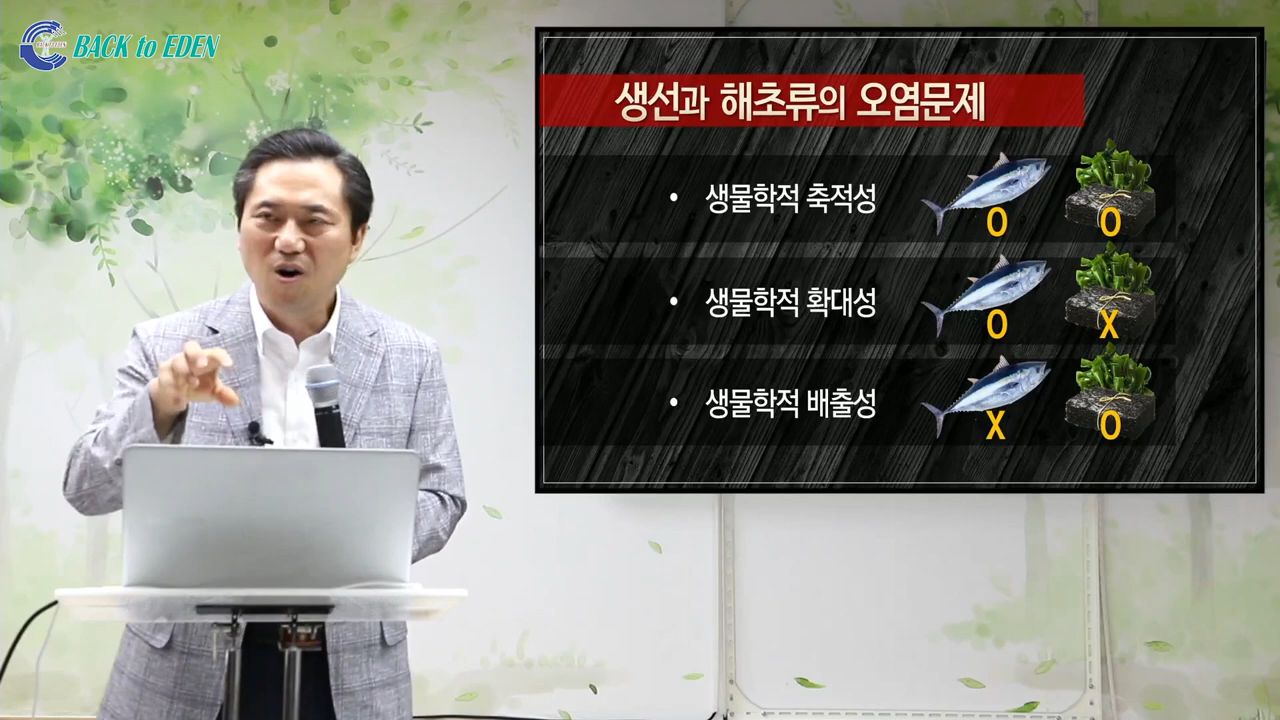 BACK to EDEN
생선과 해초류의 오염문제
• 생물학적 축적성 O O
• 생물학적 확대성 O X
• 생물학적 배출성 X O